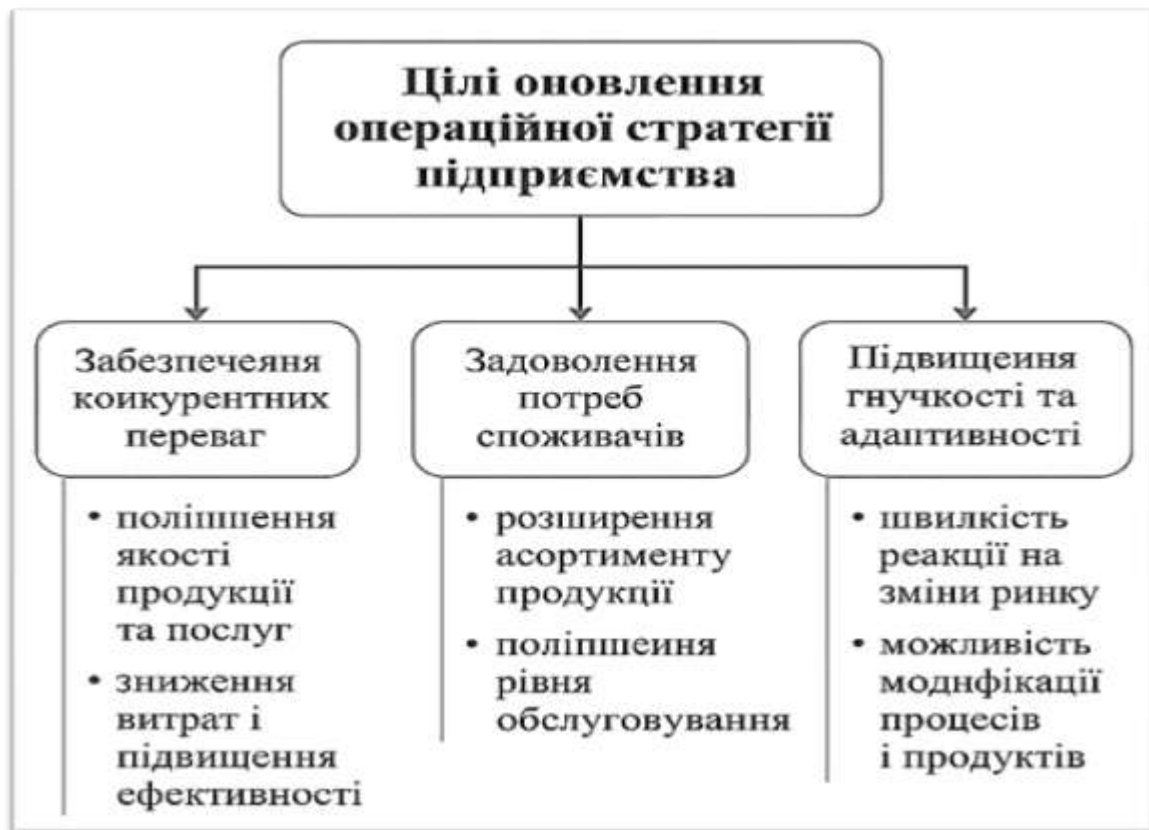 Цілі оновлення
операційної стратегії
підприємства
Забезпечеяня
коикурентних
переваг
Задоволення
потреб
споживачів
Підвищеиня
гнучкості та
адаптивності
• поліпшення
якості
продукції
та послуг
• зниження
витрат і
підвищення
ефективності
• розширення
асортименту
продукції
• поліпшеиня
рівня
обслуговування
• швилкість
реакції на
зміни ринку
• можливість
моднфікації
процесів
і продуктів